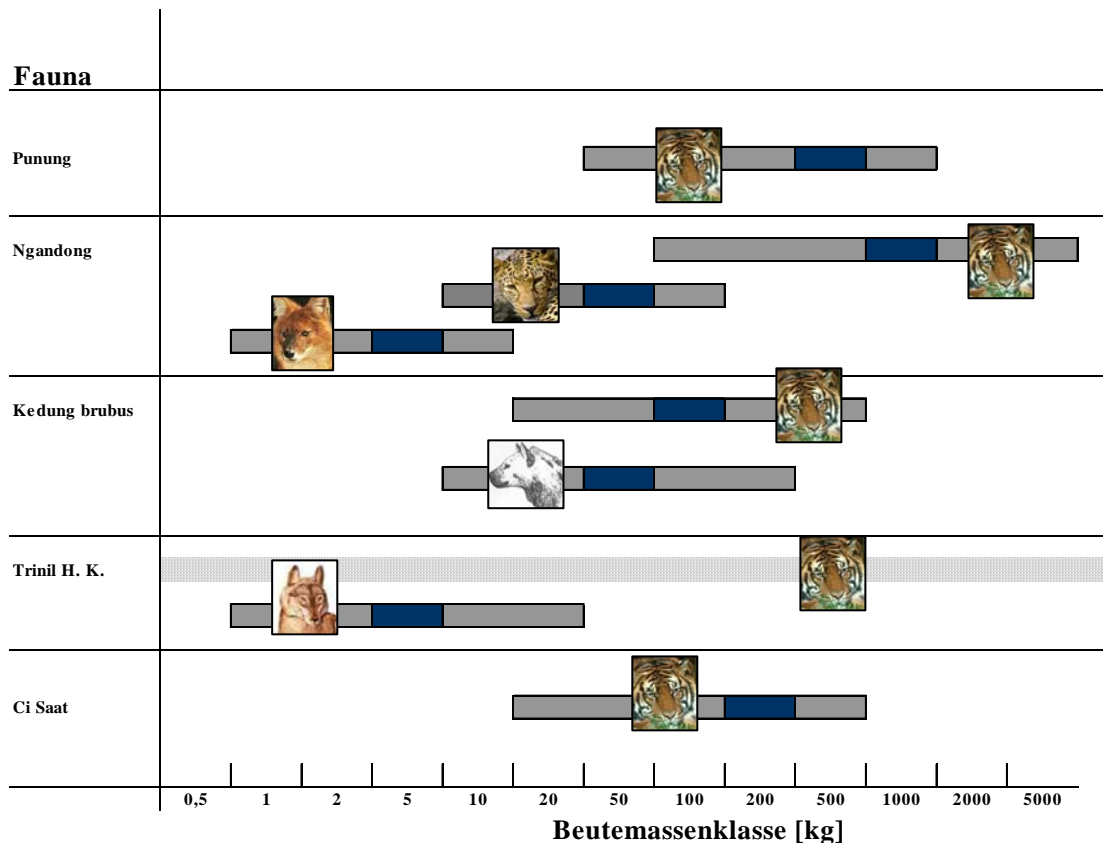 Fauna
Punung
Ngandong
Kedung brubus
Trinil H. K.
Ci Saat
0,5 1 2 5 10 20 50 100 200 500 1000 2000 5000
Beutemassenklasse [kg]